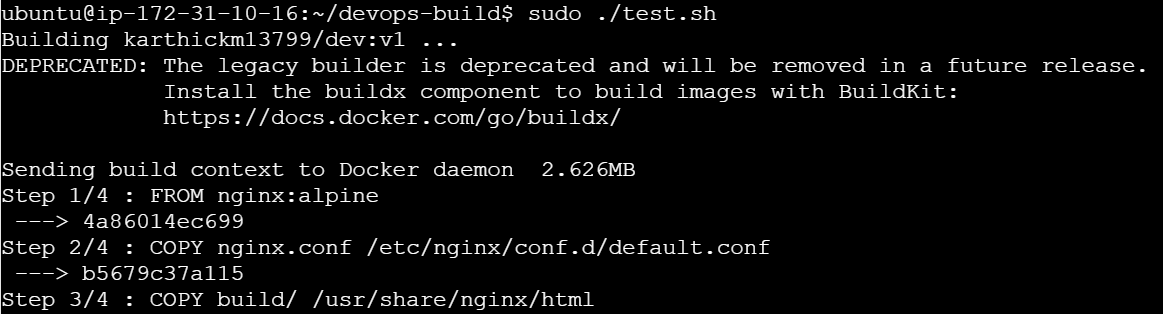 ubuntu@ip-172-31-10-16:~/devops-build$ sudo ./test.sh
Building karthickm13799/dev:v1 ...
DEPRECATED: The legacy builder is deprecated and will be removed in a future release.
            Install the buildx component to build images with BuildKit:
            https://docs.docker.com/go/buildx/

Sending build context to Docker daemon  2.626MB
Step 1/4 : FROM nginx:alpine
 ---> 4a86014ec699
Step 2/4 : COPY nginx.conf /etc/nginx/conf.d/default.conf
 ---> b5679c37a115
Step 3/4 : COPY build/ /usr/share/nginx/html